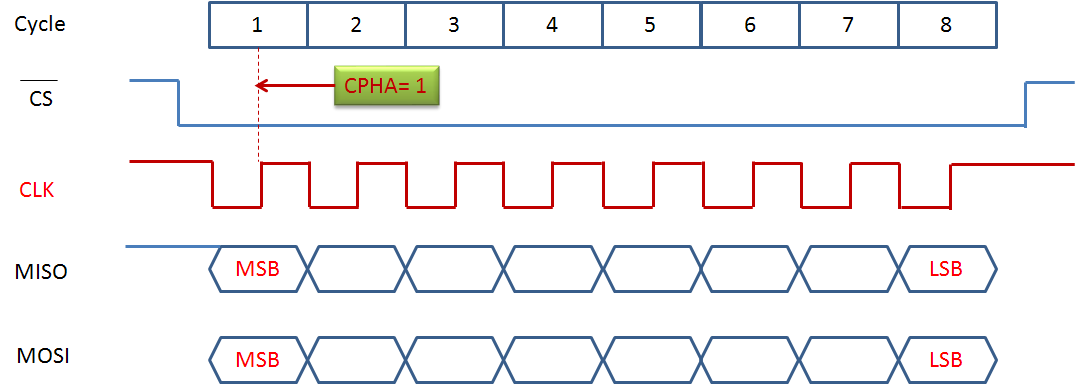 Cycle 1 2 3 4 5 6 7 8
CS
CPHA= 1
CLK
MISO MSB LSB
MOSI MSB LSB